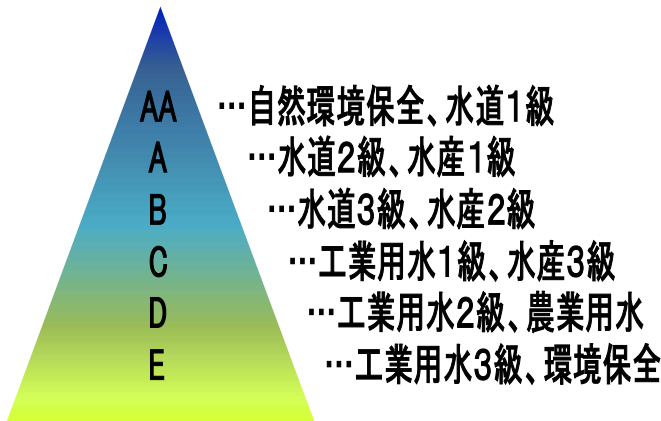 AA …自然環境保全、水道1級
A …水道2級、水産1級
B …水道3級、水産2級
C …工業用水1級、水産3級
D …工業用水2級、農業用水
E …工業用水3級、環境保全